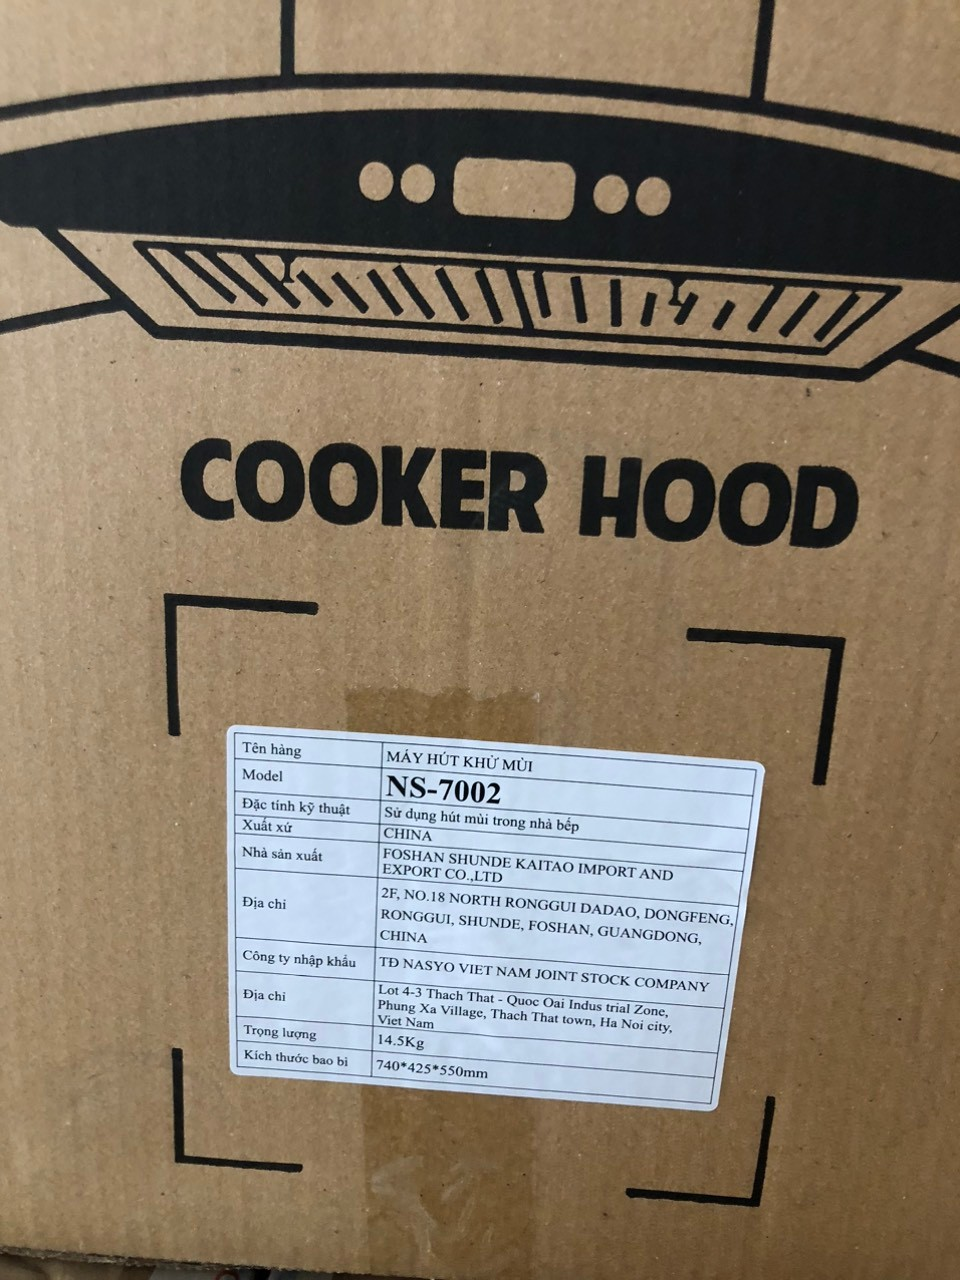 COOKER HOOD
Tên hàng MÁY HÚT KHỬ MÙI
Model NS-7002
Đặc tính kỹ thuật Sử dụng hút mùi trong nhà bếp
Xuất xứ CHINA
Nhà sản xuất FOSHAN SHUNDE KAITAO IMPORT AND
EXPORT CO.,LTD
Địa chỉ 2F, NO.18 NORTH RONGGUI DADAO, DONGFENG,
RONGGUI, SHUNDE, FOSHAN, GUANGDONG,
CHINA
Công ty nhập khẩu TĐ NASYO VIET NAM JOINT STOCK COMPANY
Địa chỉ Lot 4-3 Thach That - Quoc Oai Indus trial Zone,
Phung Xa Village, Thach That town, Ha Noi city,
Viet Nam
Trọng lượng 14.5Kg
Kích thước bao bì 740*425*550mm